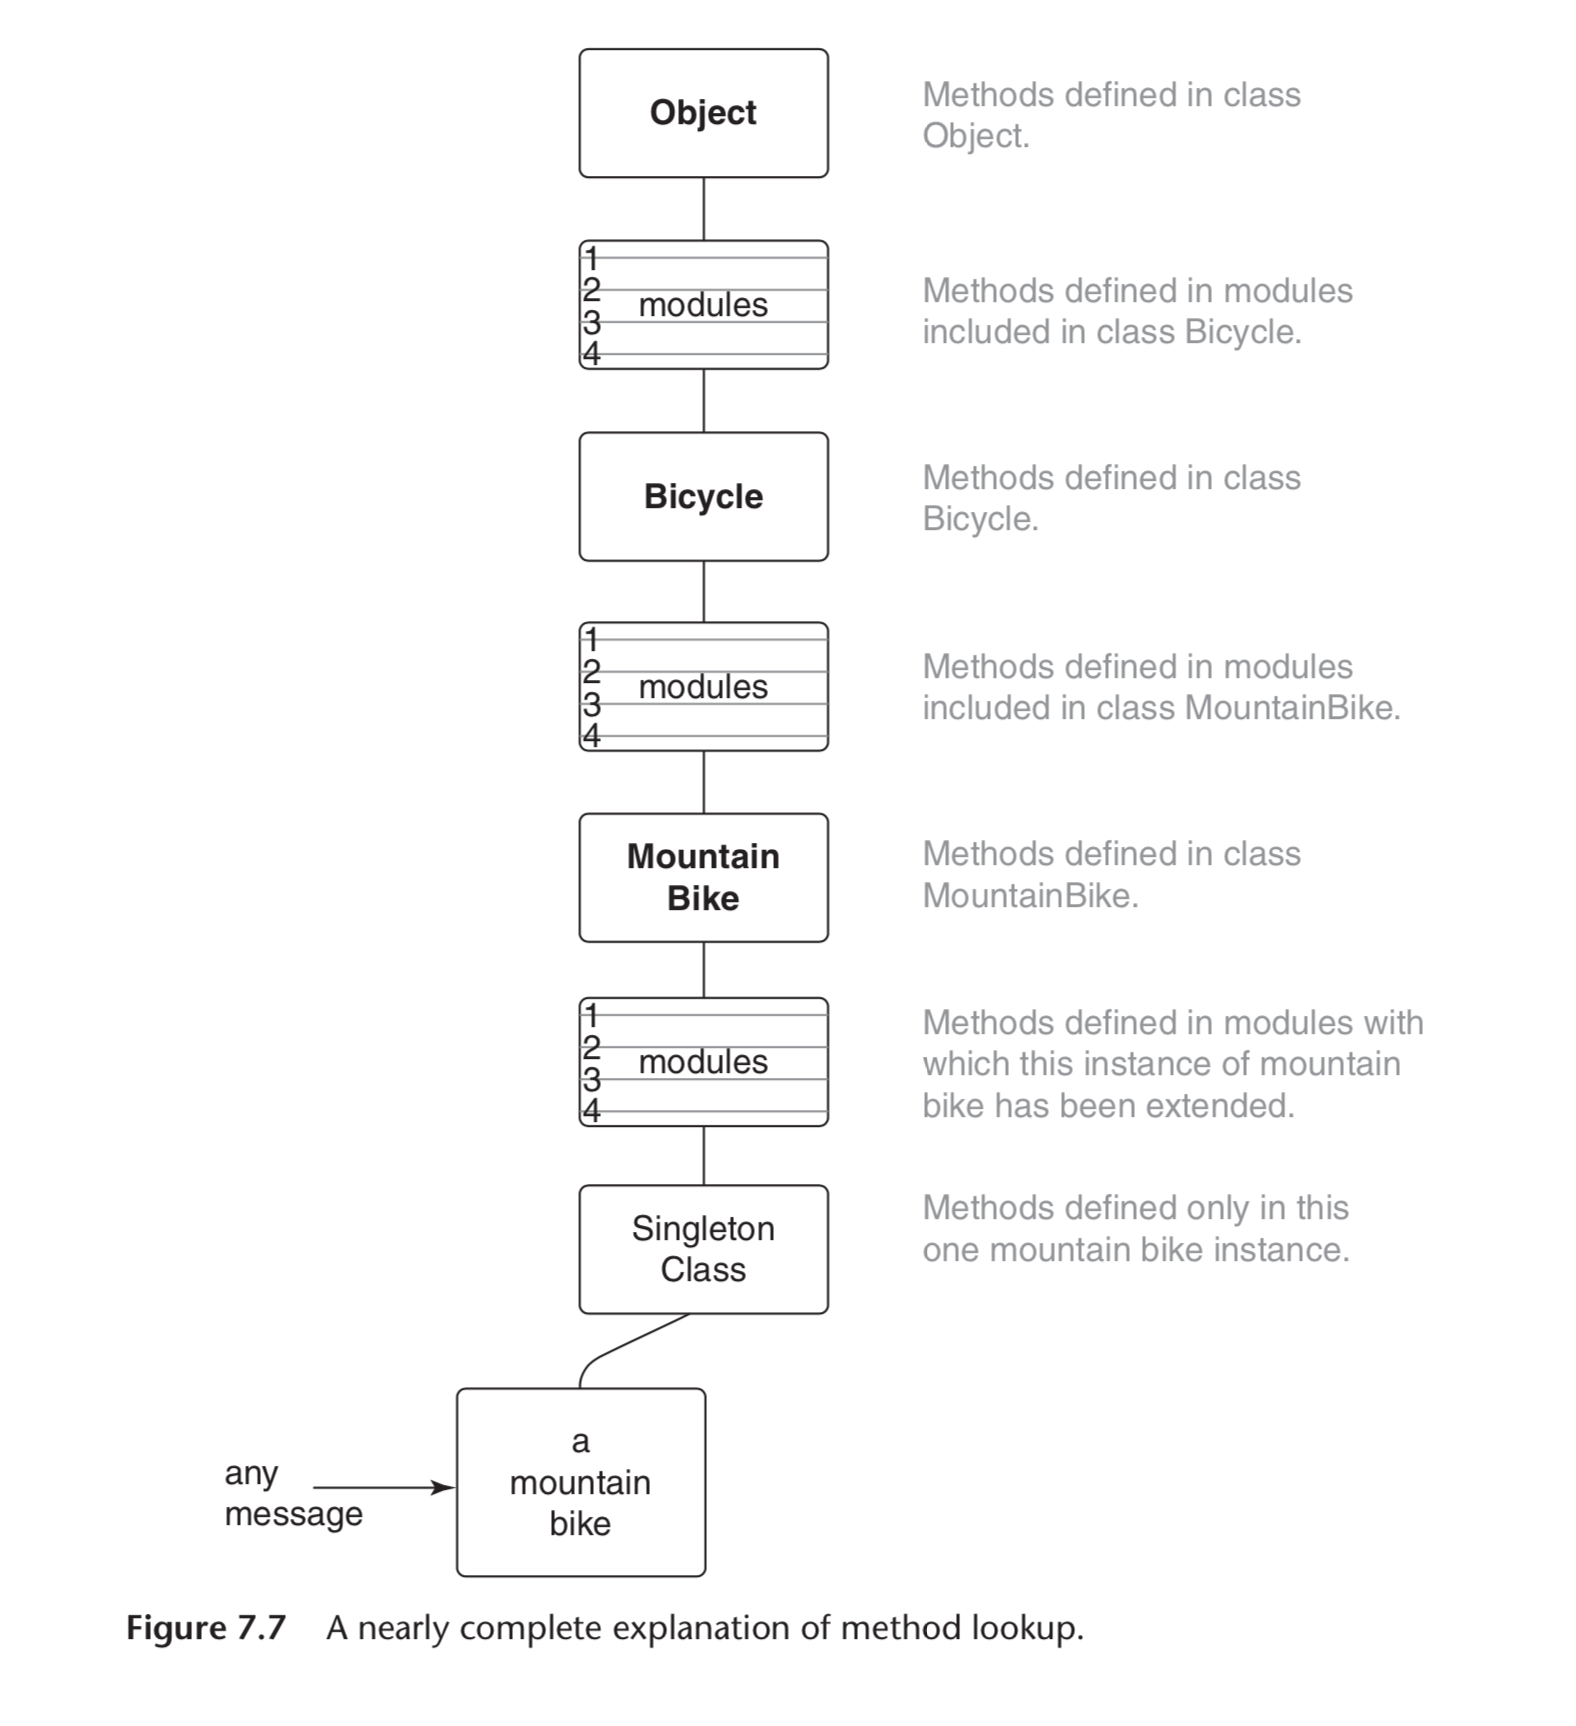 Object
Methods defined in class
Object.
1
2
modules
3
4
Methods defined in modules
included in class Bicycle.
Bicycle
Methods defined in class
Bicycle.
1
2
modules
3
4
Methods defined in modules
included in class MountainBike.
Mountain
Bike
Methods defined in class
MountainBike.
1
2
modules
3
4
Methods defined in modules with
which this instance of mountain
bike has been extended.
Singleton
Class
Methods defined only in this
one mountain bike instance.
any
message
a
mountain
bike
Figure 7.7 A nearly complete explanation of method lookup.